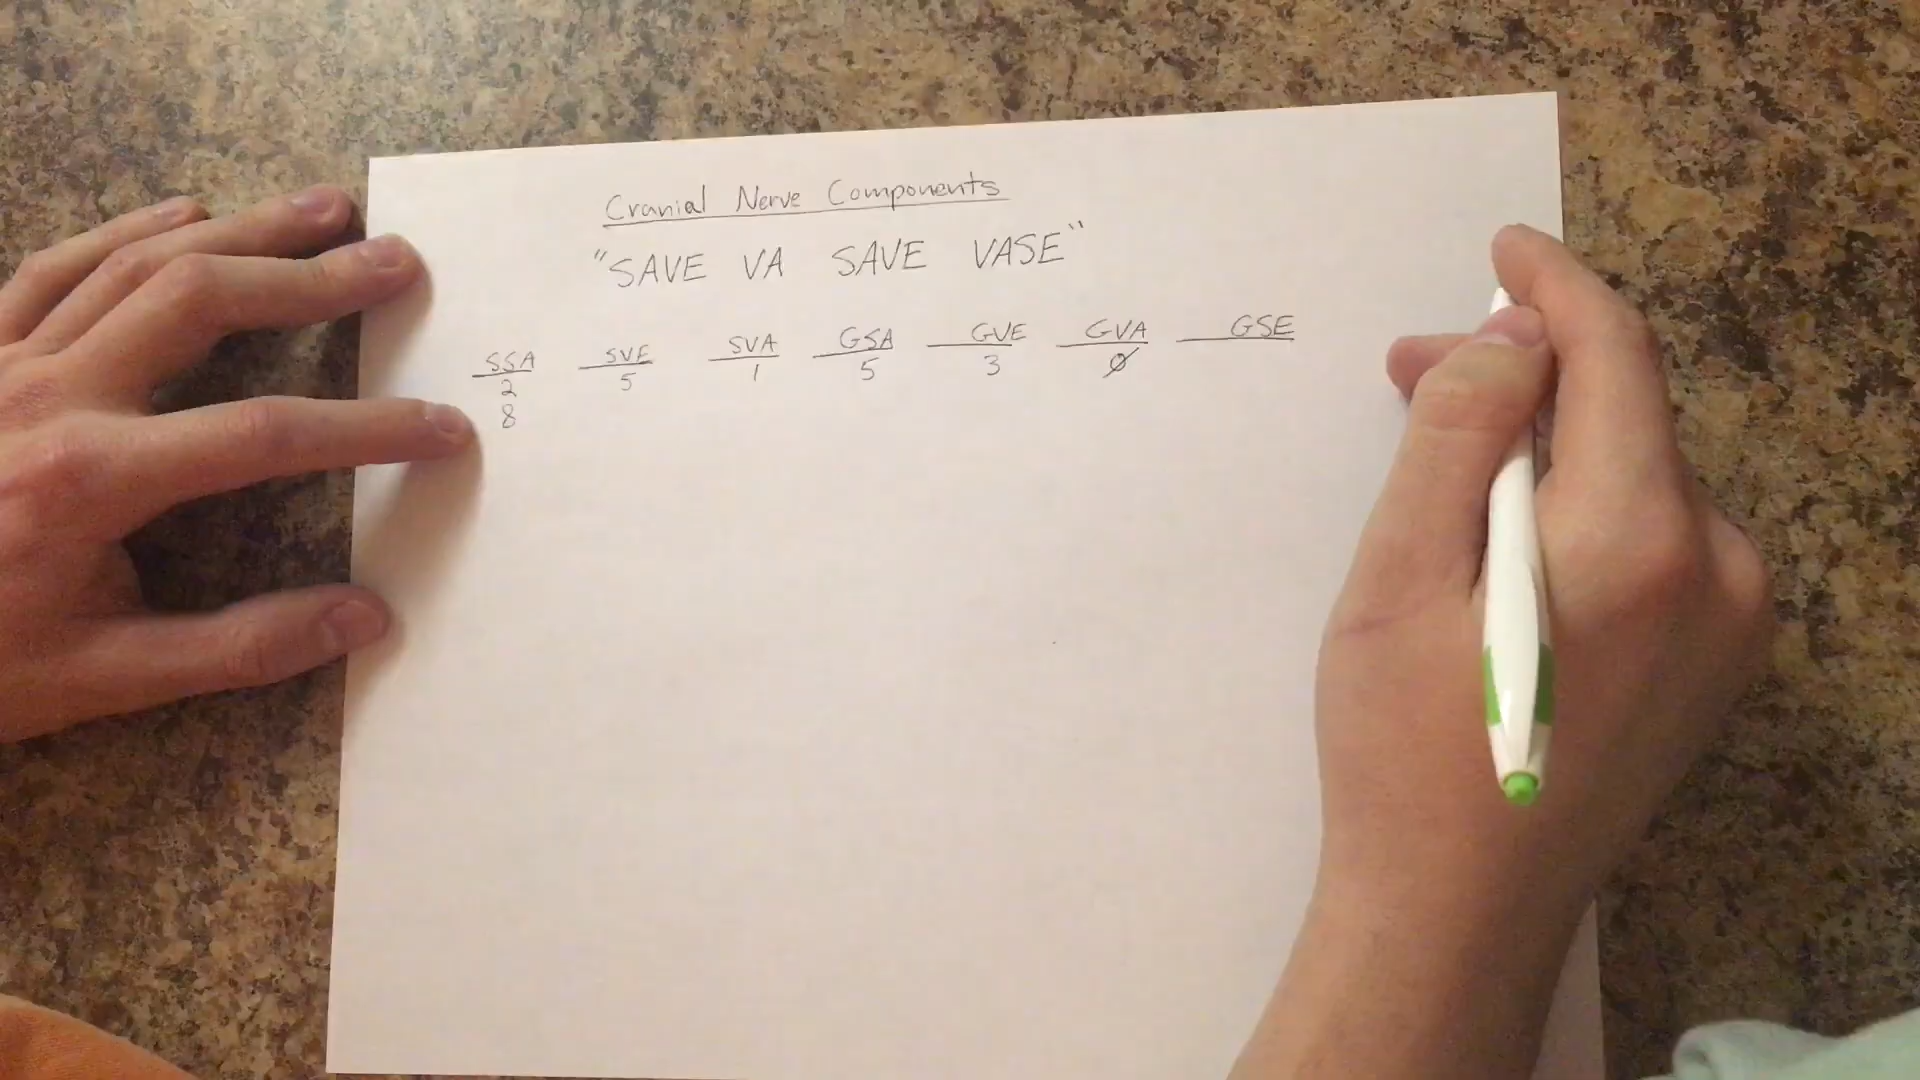 Cranial Nerve Components
"SAVE VA SAVE VASE"
SSA SVE SVA GSA GVE GVA GSE
2 5 1 5 3 Ø
8